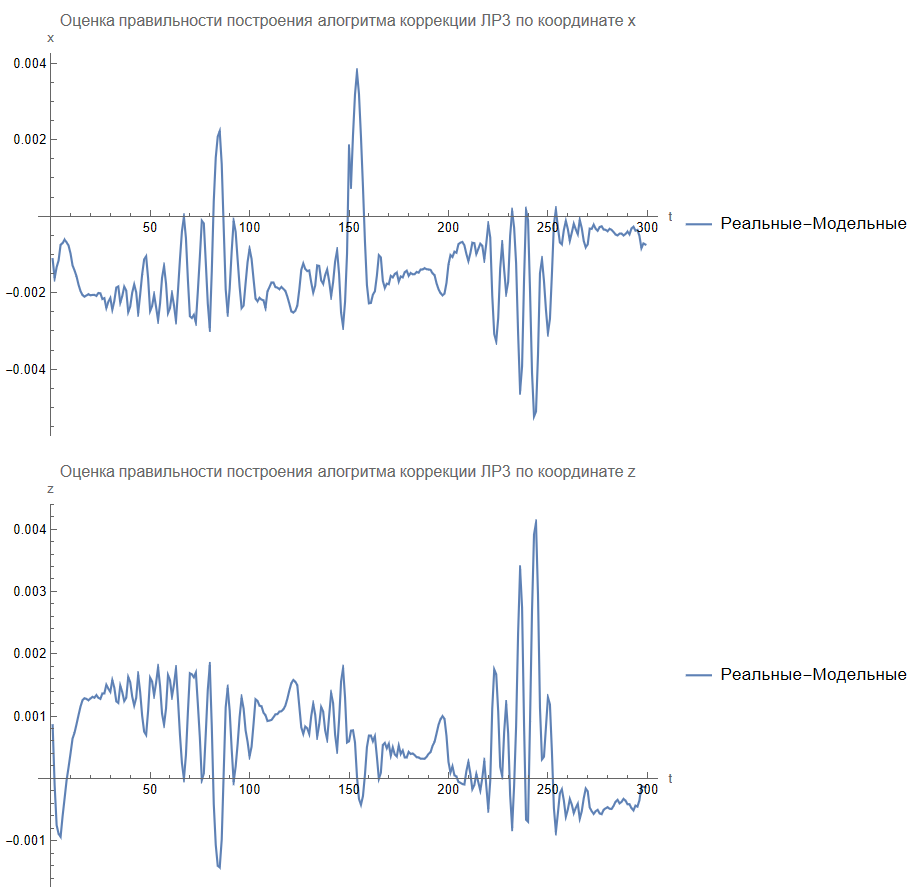 Оценка правильности построения алогритма коррекции ЛР3 по координате x
x
0.004
0.002
50 100 150 200 250 300 t
Реальные-Модельные
-0.002
-0.004
Оценка правильности построения алогритма коррекции ЛР3 по координате z
z
0.004
0.003
0.002
Реальные-Модельные
0.001
50 100 150 200 250 300 t
-0.001